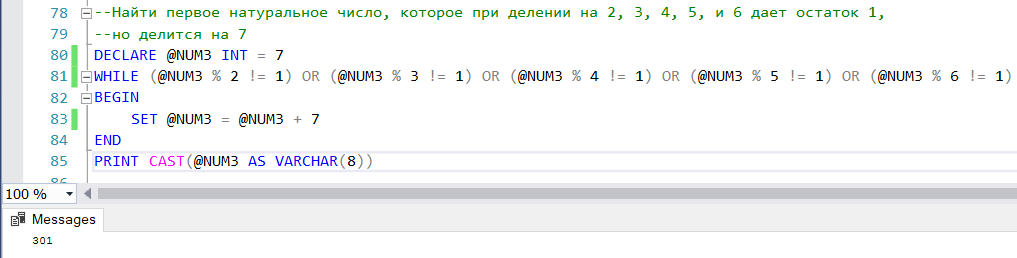 78 --Найти первое натуральное число, которое при делении на 2, 3, 4, 5, и 6 дает остаток 1,
79 --но делится на 7
80 DECLARE @NUM3 INT = 7
81 WHILE (@NUM3 % 2 != 1) OR (@NUM3 % 3 != 1) OR (@NUM3 % 4 != 1) OR (@NUM3 % 5 != 1) OR (@NUM3 % 6 != 1)
82 BEGIN
83 SET @NUM3 = @NUM3 + 7
84 END
85 PRINT CAST(@NUM3 AS VARCHAR(8))
100 %
Messages
301